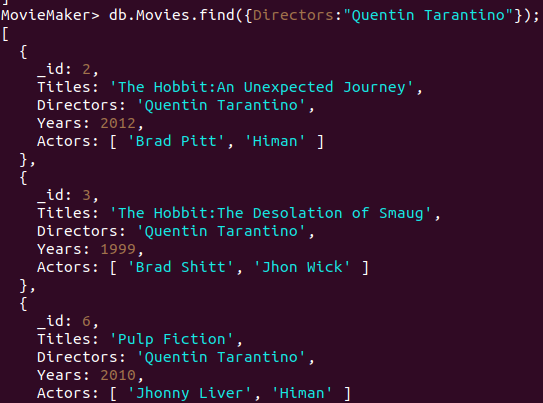 ]
MovieMaker> db.Movies.find({Directors:"Quentin Tarantino"});
[
  {
    _id: 2,
    Titles: 'The Hobbit:An Unexpected Journey',
    Directors: 'Quentin Tarantino',
    Years: 2012,
    Actors: [ 'Brad Pitt', 'Himan' ]
  },
  {
    _id: 3,
    Titles: 'The Hobbit:The Desolation of Smaug',
    Directors: 'Quentin Tarantino',
    Years: 1999,
    Actors: [ 'Brad Shitt', 'Jhon Wick' ]
  },
  {
    _id: 6,
    Titles: 'Pulp Fiction',
    Directors: 'Quentin Tarantino',
    Years: 2010,
    Actors: [ 'Jhonny Liver', 'Himan' ]